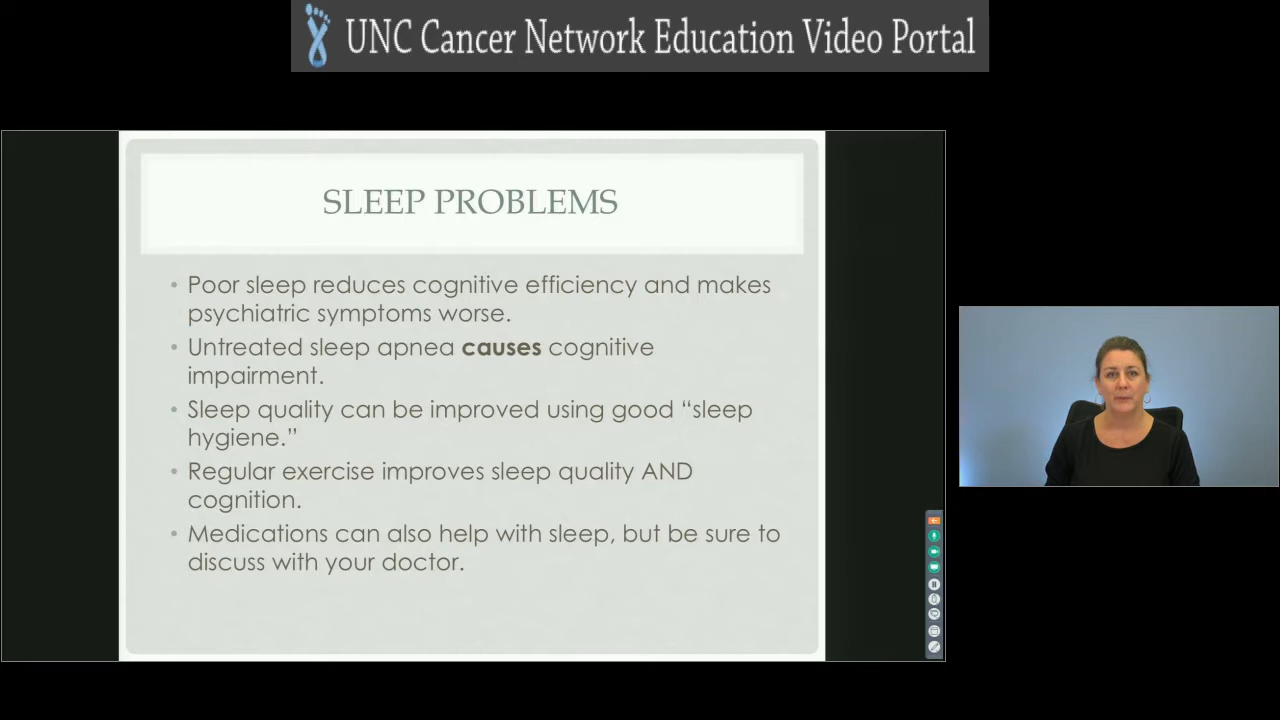 UNC Cancer Network Education Video Portal
SLEEP PROBLEMS
• Poor sleep reduces cognitive efficiency and makes
psychiatric symptoms worse.
• Untreated sleep apnea causes cognitive
impairment.
• Sleep quality can be improved using good “sleep
hygiene.”
• Regular exercise improves sleep quality AND
cognition.
• Medications can also help with sleep, but be sure to
discuss with your doctor.